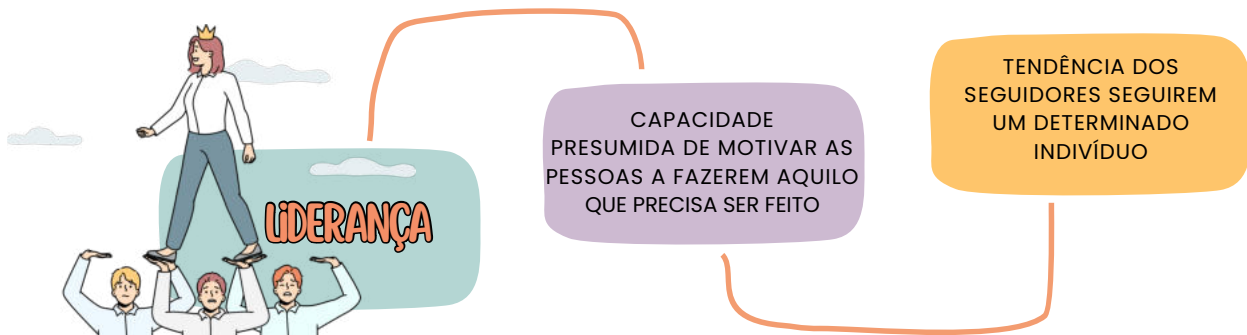 LiDERANÇA
CAPACIDADE
PRESUMIDA DE MOTIVAR AS
PESSOAS A FAZEREM AQUILO
QUE PRECISA SER FEITO
TENDÊNCIA DOS
SEGUIDORES SEGUIREM
UM DETERMINADO
INDIVÍDUO